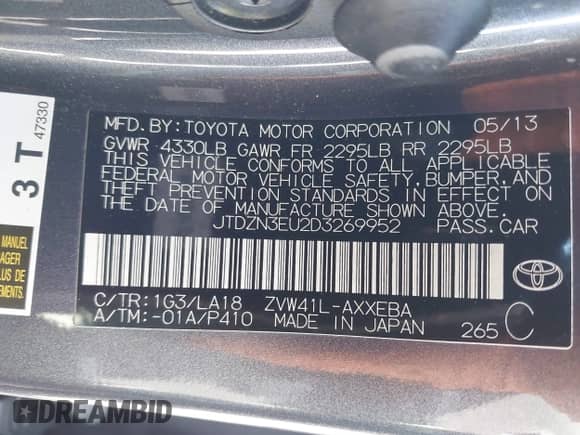 MFD.BY:TOYOTA MOTOR CORPORATION 05/13
GVWR 4330LB GAWR FR 2295LB RR 2295LB
THIS VEHICLE CONFORMS TO ALL APPLICABLE
FEDERAL MOTOR VEHICLE SAFETY,BUMPER,AND
THEFT PREVENTION STANDARDS IN EFFECT ON
THE DATE OF MANUFACTURE SHOWN ABOVE.
JTDZN3EU2D3269952 PASS.CAR
C/TR:1G3/LA18 ZVW41L-AXXEBA
A/TM:-01A/P410 MADE IN JAPAN 265 C
3 T 47330
MANUEL
PLUS DE
DREAMBID